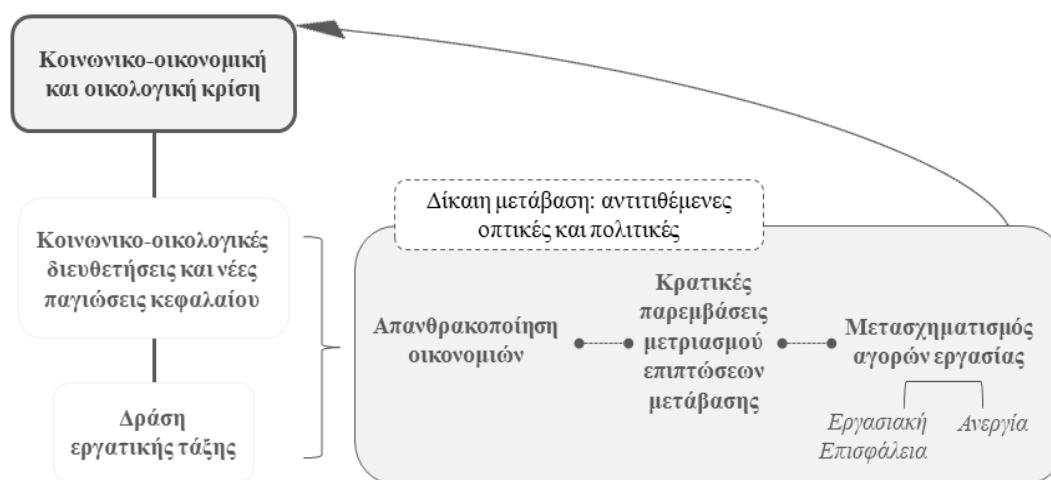 Κοινωνικο-οικονομική
και οικολογική κρίση
Κοινωνικο-οικολογικές
διευθετήσεις και νέες
παγιώσεις κεφαλαίου
Δράση
εργατικής τάξης
Δίκαιη μετάβαση: αντιτιθέμενες
οπτικές και πολιτικές
Απανθρακοποίηση
οικονομιών
Κρατικές
παρεμβάσεις
μετριασμού
επιπτώσεων
μετάβασης
Μετασχηματισμός
αγορών εργασίας
Εργασιακή
Επισφάλεια
Ανεργία